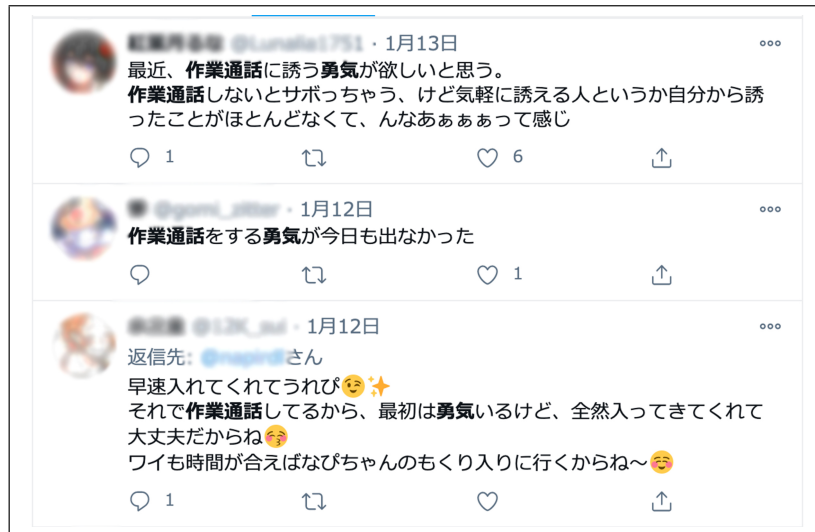 · 1月13日
最近、作業通話に誘う勇気が欲しいと思う。
作業通話しないとサボっちゃう、けど気軽に誘える人というか自分から誘
ったことがほとんどなくて、んなあぁぁぁって感じ
1 6
· 1月12日
作業通話をする勇気が今日も出なかった
1
· 1月12日
返信先: さん
早速入れてくれてうれぴ😉✨
それで作業通話してるから、最初は勇気いるけど、全然入ってきてくれて
大丈夫だからね😚
ワイも時間が合えばなぴちゃんのもくり入りに行くからね～☺️
1